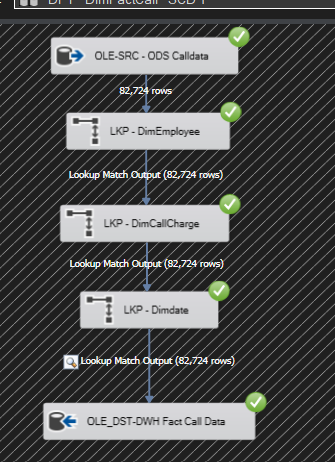 DFT - DimFactCall - SCD 1
OLE-SRC - ODS Calldata
82,724 rows
LKP - DimEmployee
Lookup Match Output (82,724 rows)
LKP - DimCallCharge
Lookup Match Output (82,724 rows)
LKP - Dimdate
Lookup Match Output (82,724 rows)
OLE_DST-DWH Fact Call Data